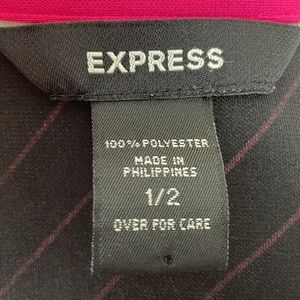 EXPRESS
100% POLYESTER
MADE IN
PHILIPPINES
1/2
OVER FOR CARE